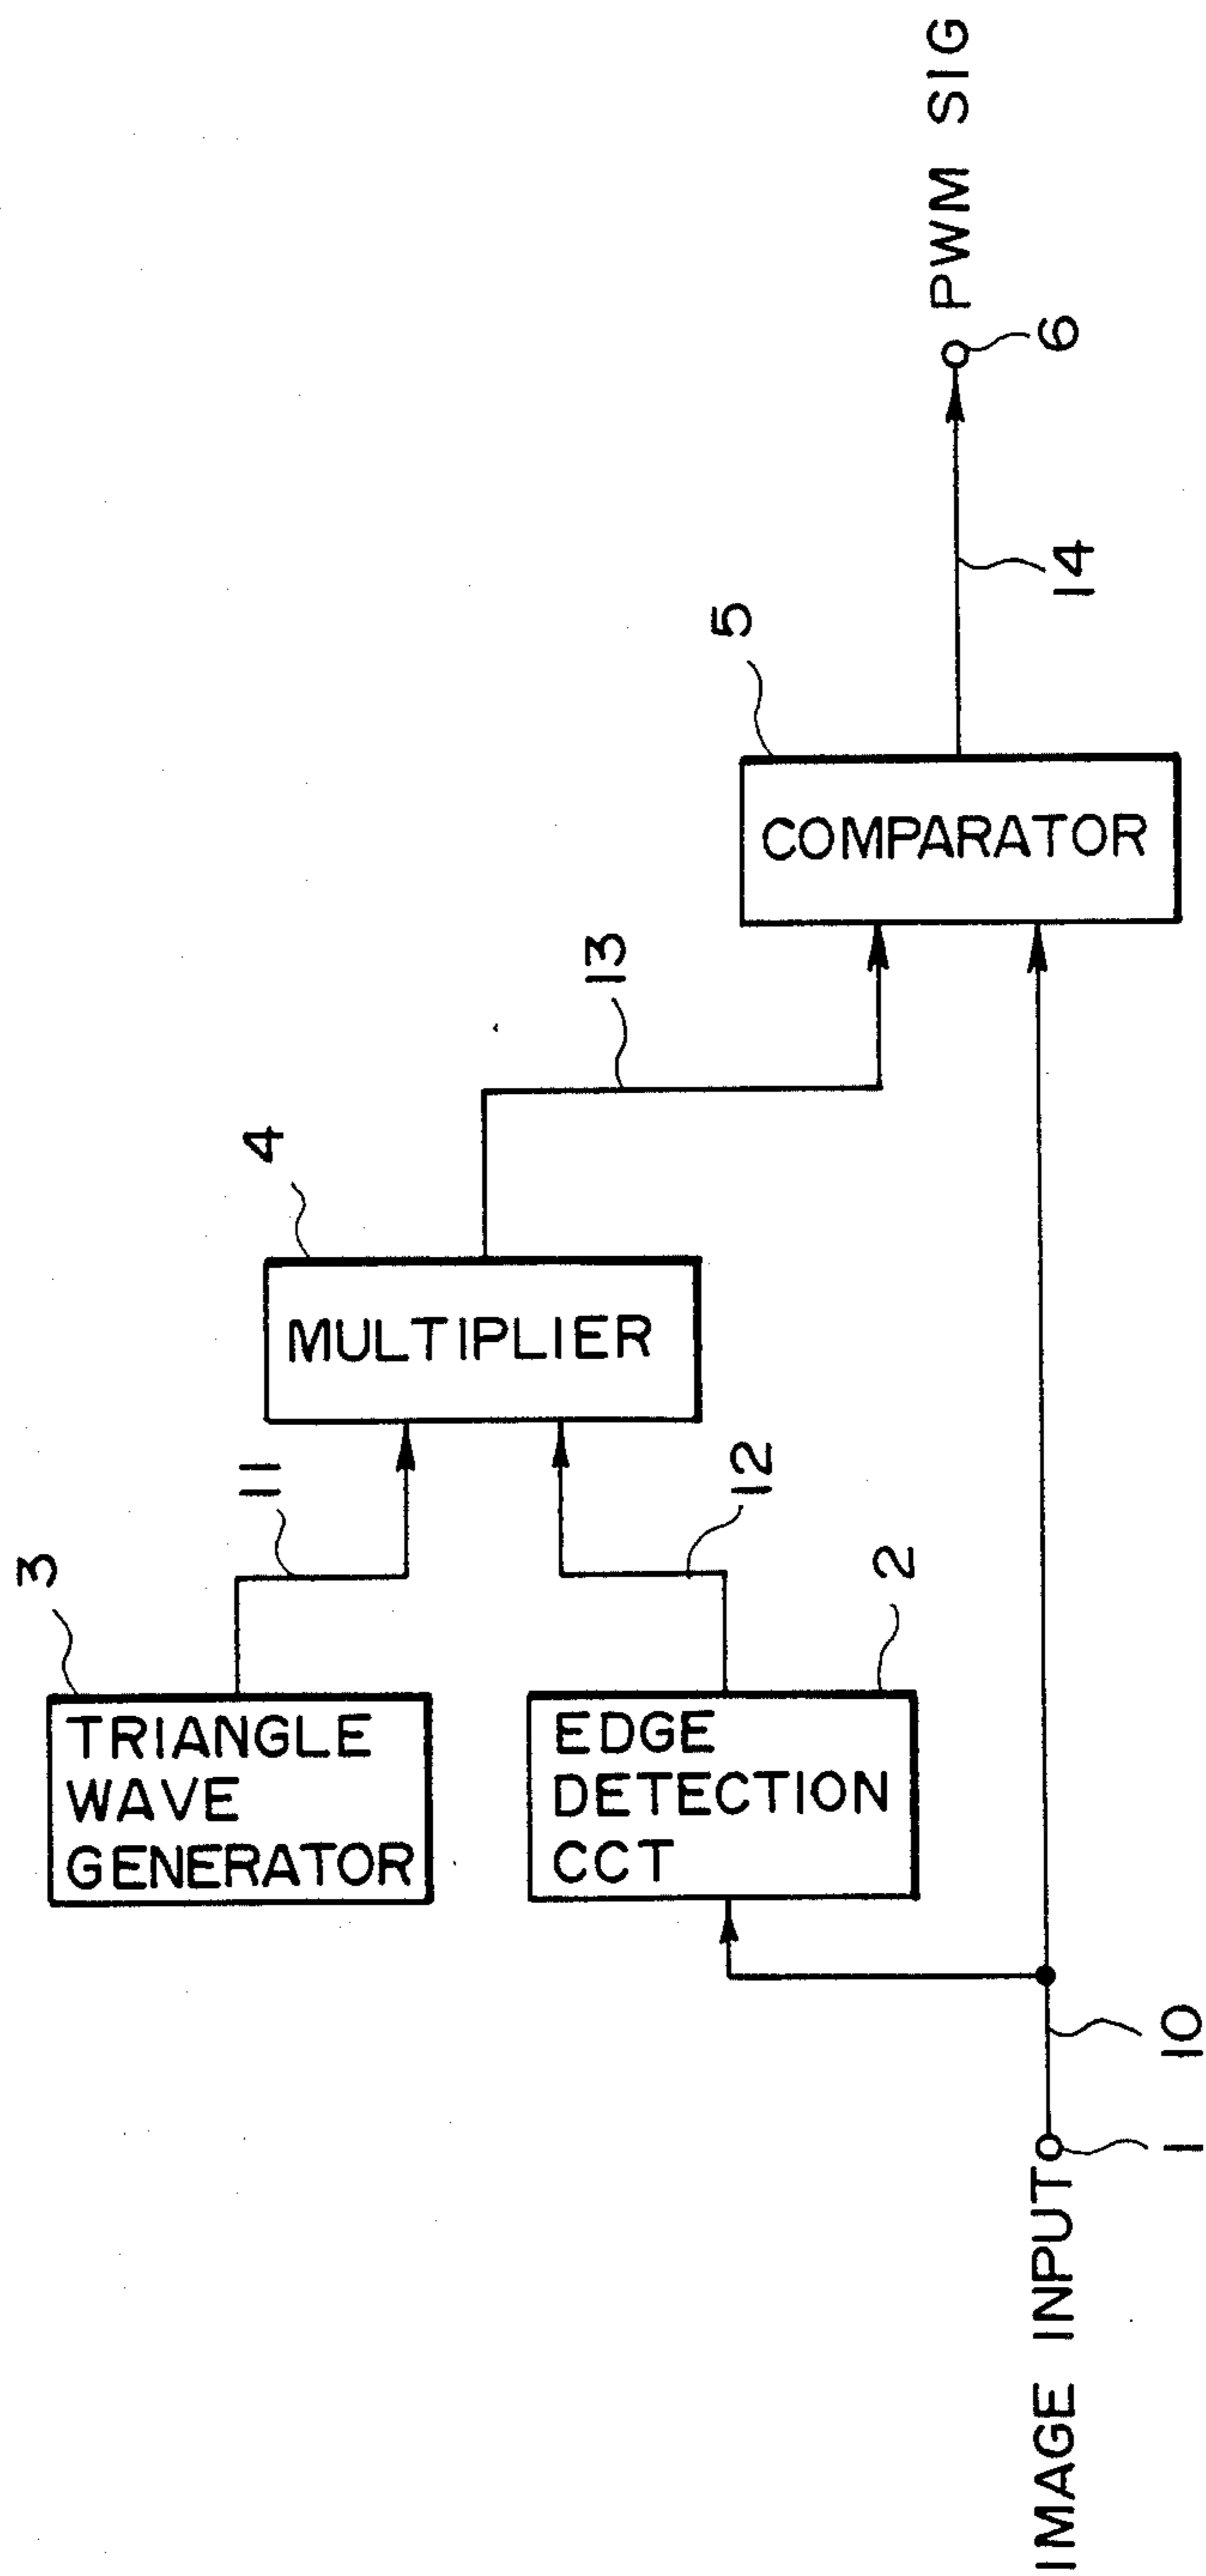 3
TRIANGLE
WAVE
GENERATOR
11
4
MULTIPLIER
13
EDGE
DETECTION
CCT
2
12
5
COMPARATOR
14
6
PWM SIG
IMAGE INPUT
1
10